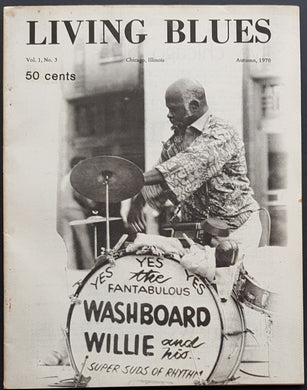 LIVING BLUES
Vol. 1, No. 3 Chicago, Illinois Autumn, 1970
50 cents
YES YES YES YES
the
FANTABULOUS
WASHBOARD
WILLIE and
his...
SUPER SUDS OF RHYTHM